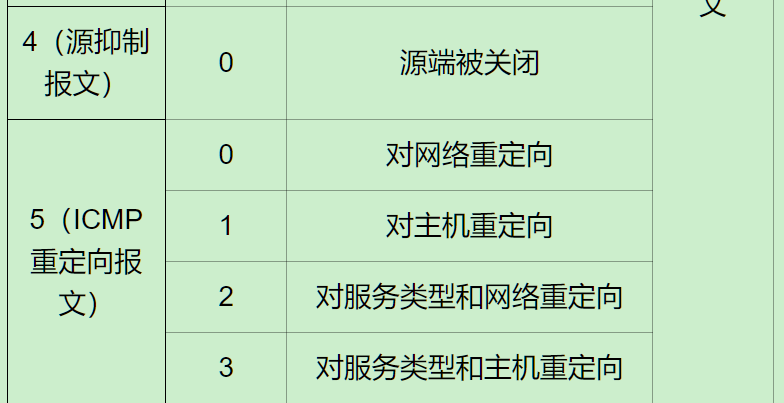 文
4（源抑制
报文）
0
源端被关闭
5（ICMP
重定向报
文）
0
对网络重定向
1
对主机重定向
2
对服务类型和网络重定向
3
对服务类型和主机重定向